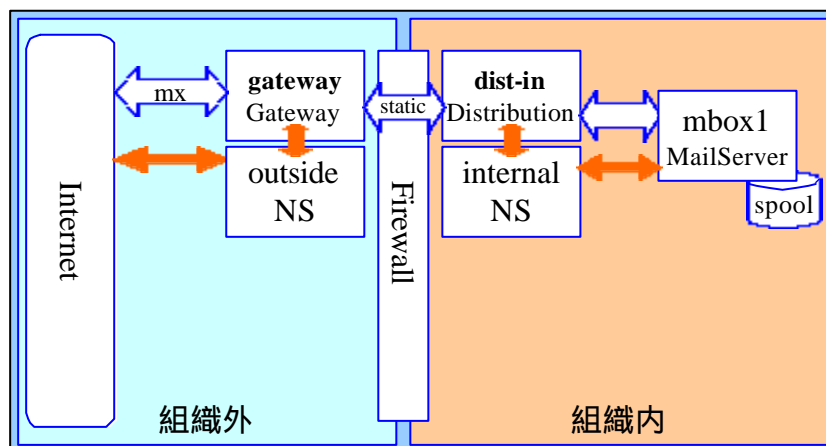 Internet
mx
gateway
Gateway
outside
NS
Firewall
static
dist-in
Distribution
internal
NS
mbox1
MailServer
spool
組織外
組織内